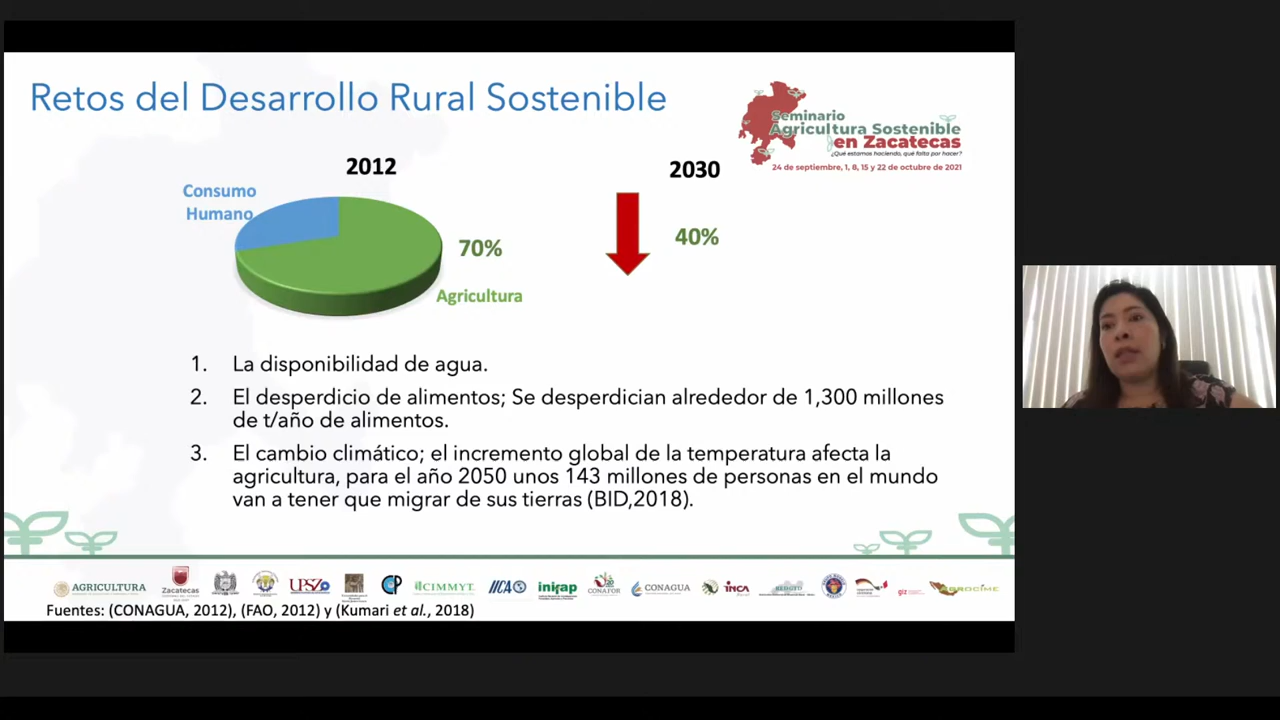 Retos del Desarrollo Rural Sostenible
Seminario
Agricultura Sostenible
en Zacatecas
¿Qué estamos haciendo, qué falta por hacer?
24 de septiembre, 1, 8, 15 y 22 de octubre de 2021
2012
2030
Consumo
Humano
70%
40%
Agricultura
1. La disponibilidad de agua.
2. El desperdicio de alimentos; Se desperdician alrededor de 1,300 millones
de t/año de alimentos.
3. El cambio climático; el incremento global de la temperatura afecta la
agricultura, para el año 2050 unos 143 millones de personas en el mundo
van a tener que migrar de sus tierras (BID,2018).
AGRICULTURA
Zacatecas
UPSZ
CIMMYT
IICA
inifap
CONAFOR
CONAGUA
INCA
giz
Fuentes: (CONAGUA, 2012), (FAO, 2012) y (Kumari et al., 2018)